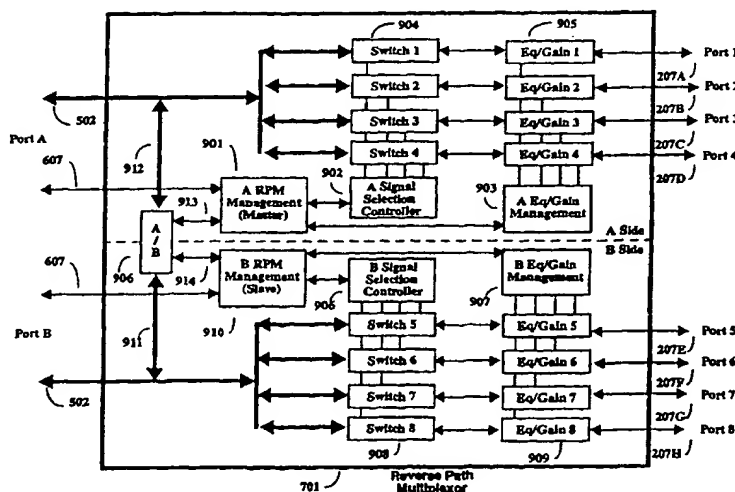 904
905
Switch 1
Eq/Gain 1
Port 1
207A
Switch 2
Eq/Gain 2
Port 2
207B
502
Switch 3
Eq/Gain 3
Port 3
207C
Port A
912
901
Switch 4
Eq/Gain 4
Port 4
207D
607
902
913
A RPM
Management
(Master)
A Signal
Selection
Controller
903
A Eq/Gain
Management
A / B
A Side
B Side
906
914
B RPM
Management
(Slave)
B Signal
Selection
Controller
B Eq/Gain
Management
607
906
907
911
910
Port B
Switch 5
Eq/Gain 5
Port 5
207E
Switch 6
Eq/Gain 6
Port 6
207F
502
Switch 7
Eq/Gain 7
Port 7
207G
Switch 8
Eq/Gain 8
Port 8
207H
908
909
701
Reverse Path
Multiplexor